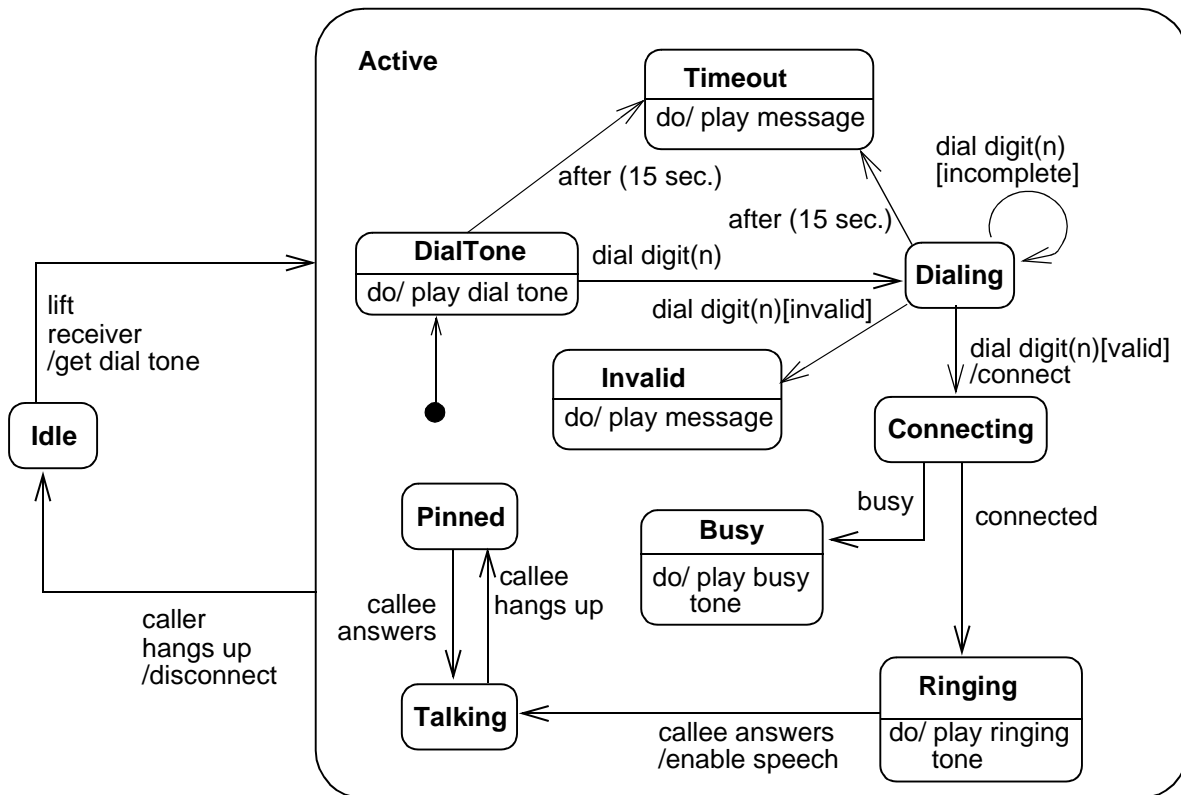 Active
Timeout
do/ play message
dial digit(n)
[incomplete]
after (15 sec.)
after (15 sec.)
DialTone
do/ play dial tone
dial digit(n)
Dialing
lift
receiver
/get dial tone
dial digit(n)[invalid]
dial digit(n)[valid]
/connect
Invalid
do/ play message
Idle
Connecting
Pinned
busy
connected
Busy
do/ play busy
tone
callee
hangs up
callee
answers
caller
hangs up
/disconnect
Talking
callee answers
/enable speech
Ringing
do/ play ringing
tone